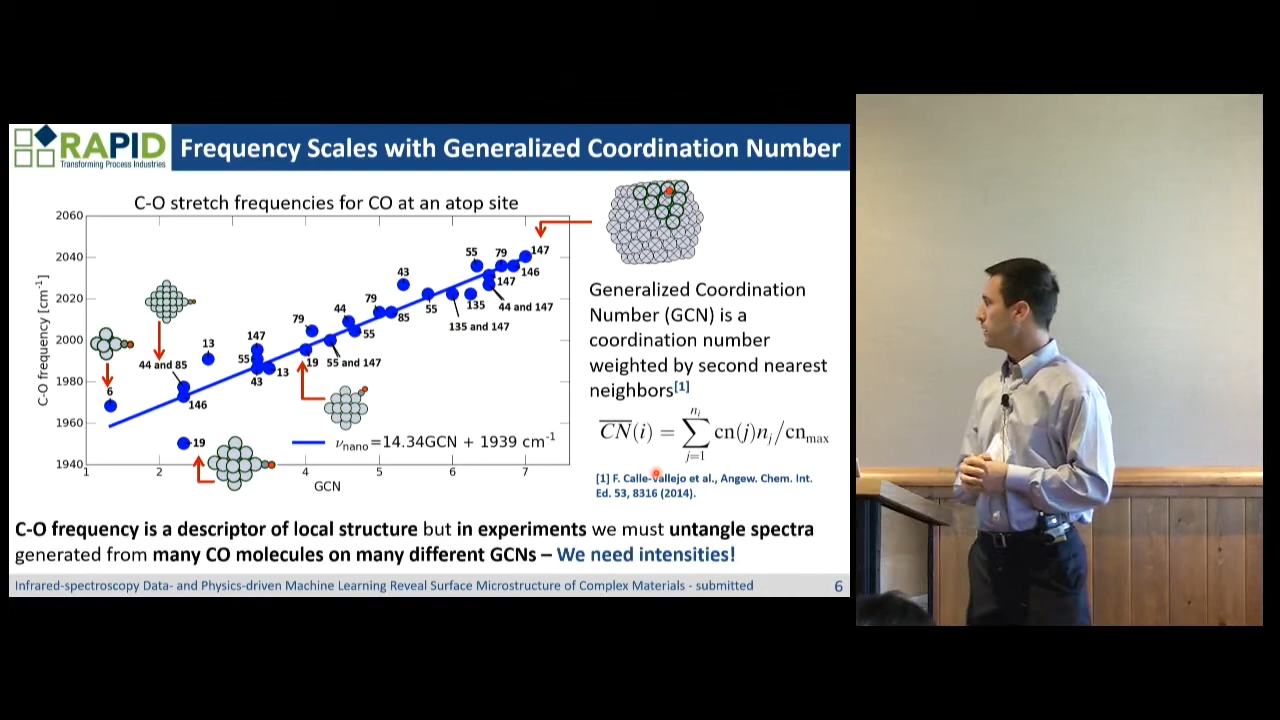 RAPID
Transforming Process Industries
Frequency Scales with Generalized Coordination Number
C-O stretch frequencies for CO at an atop site
C-O frequency [cm⁻¹]
2060
2040
2020
2000
1980
1960
1940
1
2
4
5
6
7
GCN
6
44 and 85
146
19
13
147
55
43
13
79
19
44
55 and 147
55
79
85
43
55
135 and 147
135
55
79
147
146
147
44 and 147
ν_nano=14.34GCN + 1939 cm⁻¹
Generalized Coordination
Number (GCN) is a
coordination number
weighted by second nearest
neighbors[1]
C̅N̅(i) = ∑_{j=1}^{n_i} cn(j)n_j/cn_max
[1] F. Calle-Vallejo et al., Angew. Chem. Int.
Ed. 53, 8316 (2014).
C-O frequency is a descriptor of local structure but in experiments we must untangle spectra
generated from many CO molecules on many different GCNs – We need intensities!
Infrared-spectroscopy Data- and Physics-driven Machine Learning Reveal Surface Microstructure of Complex Materials - submitted
6